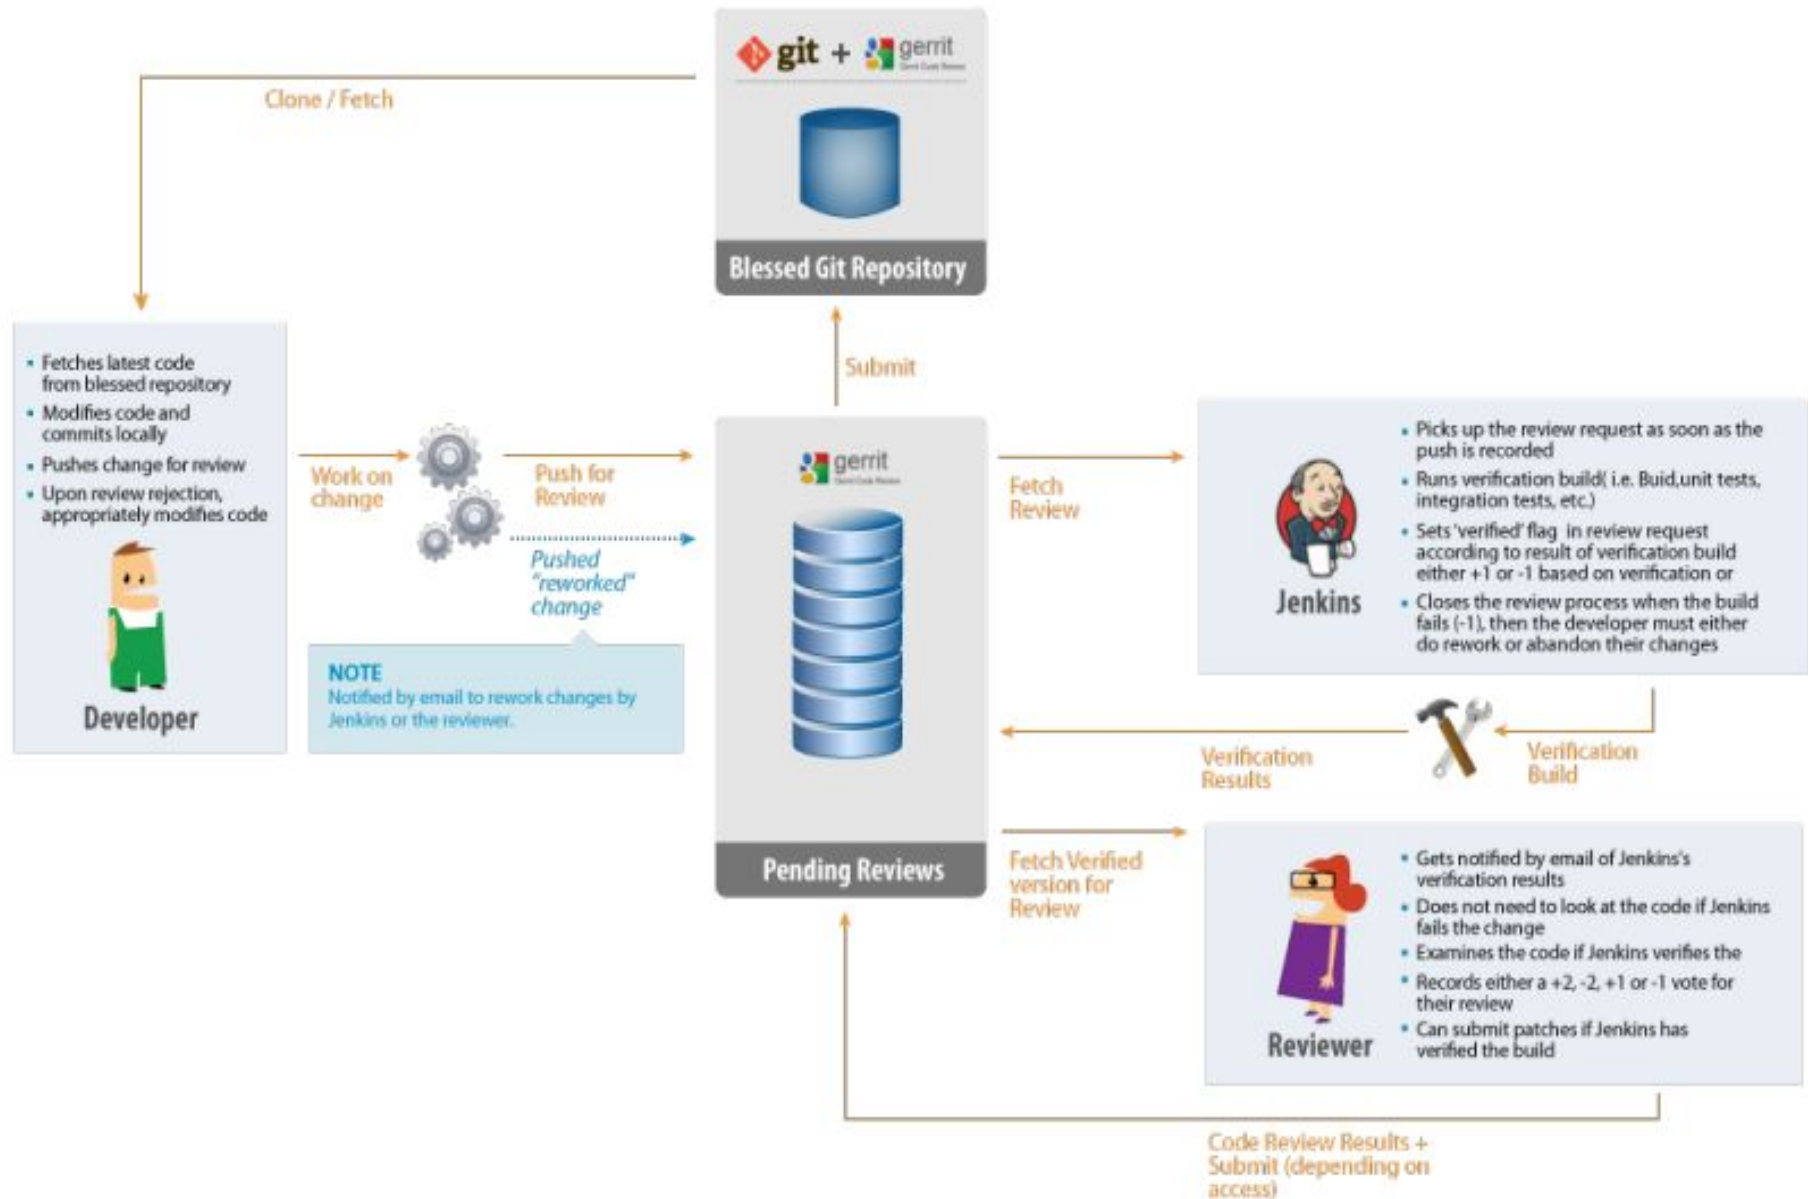 git + gerrit
Gerrit Code Review
Clone / Fetch
Blessed Git Repository
Submit
Fetches latest code
from blessed repository
Modifies code and
commits locally
Pushes change for review
Upon review rejection,
appropriately modifies code
Developer
Work on
change
Push for
Review
Pushed
"reworked"
change
NOTE
Notified by email to rework changes by
Jenkins or the reviewer.
gerrit
Gerrit Code Review
Pending Reviews
Fetch
Review
Jenkins
Picks up the review request as soon as the
push is recorded
Runs verification build( i.e. Buid,unit tests,
integration tests, etc.)
Sets 'verified' flag in review request
according to result of verification build
either +1 or -1 based on verification or
Closes the review process when the build
fails (-1), then the developer must either
do rework or abandon their changes
Verification
Results
Verification
Build
Fetch Verified
version for
Review
Reviewer
Gets notified by email of Jenkins's
verification results
Does not need to look at the code if Jenkins
fails the change
Examines the code if Jenkins verifies the
Records either a +2, -2, +1 or -1 vote for
their review
Can submit patches if Jenkins has
verified the build
Code Review Results +
Submit (depending on
access)